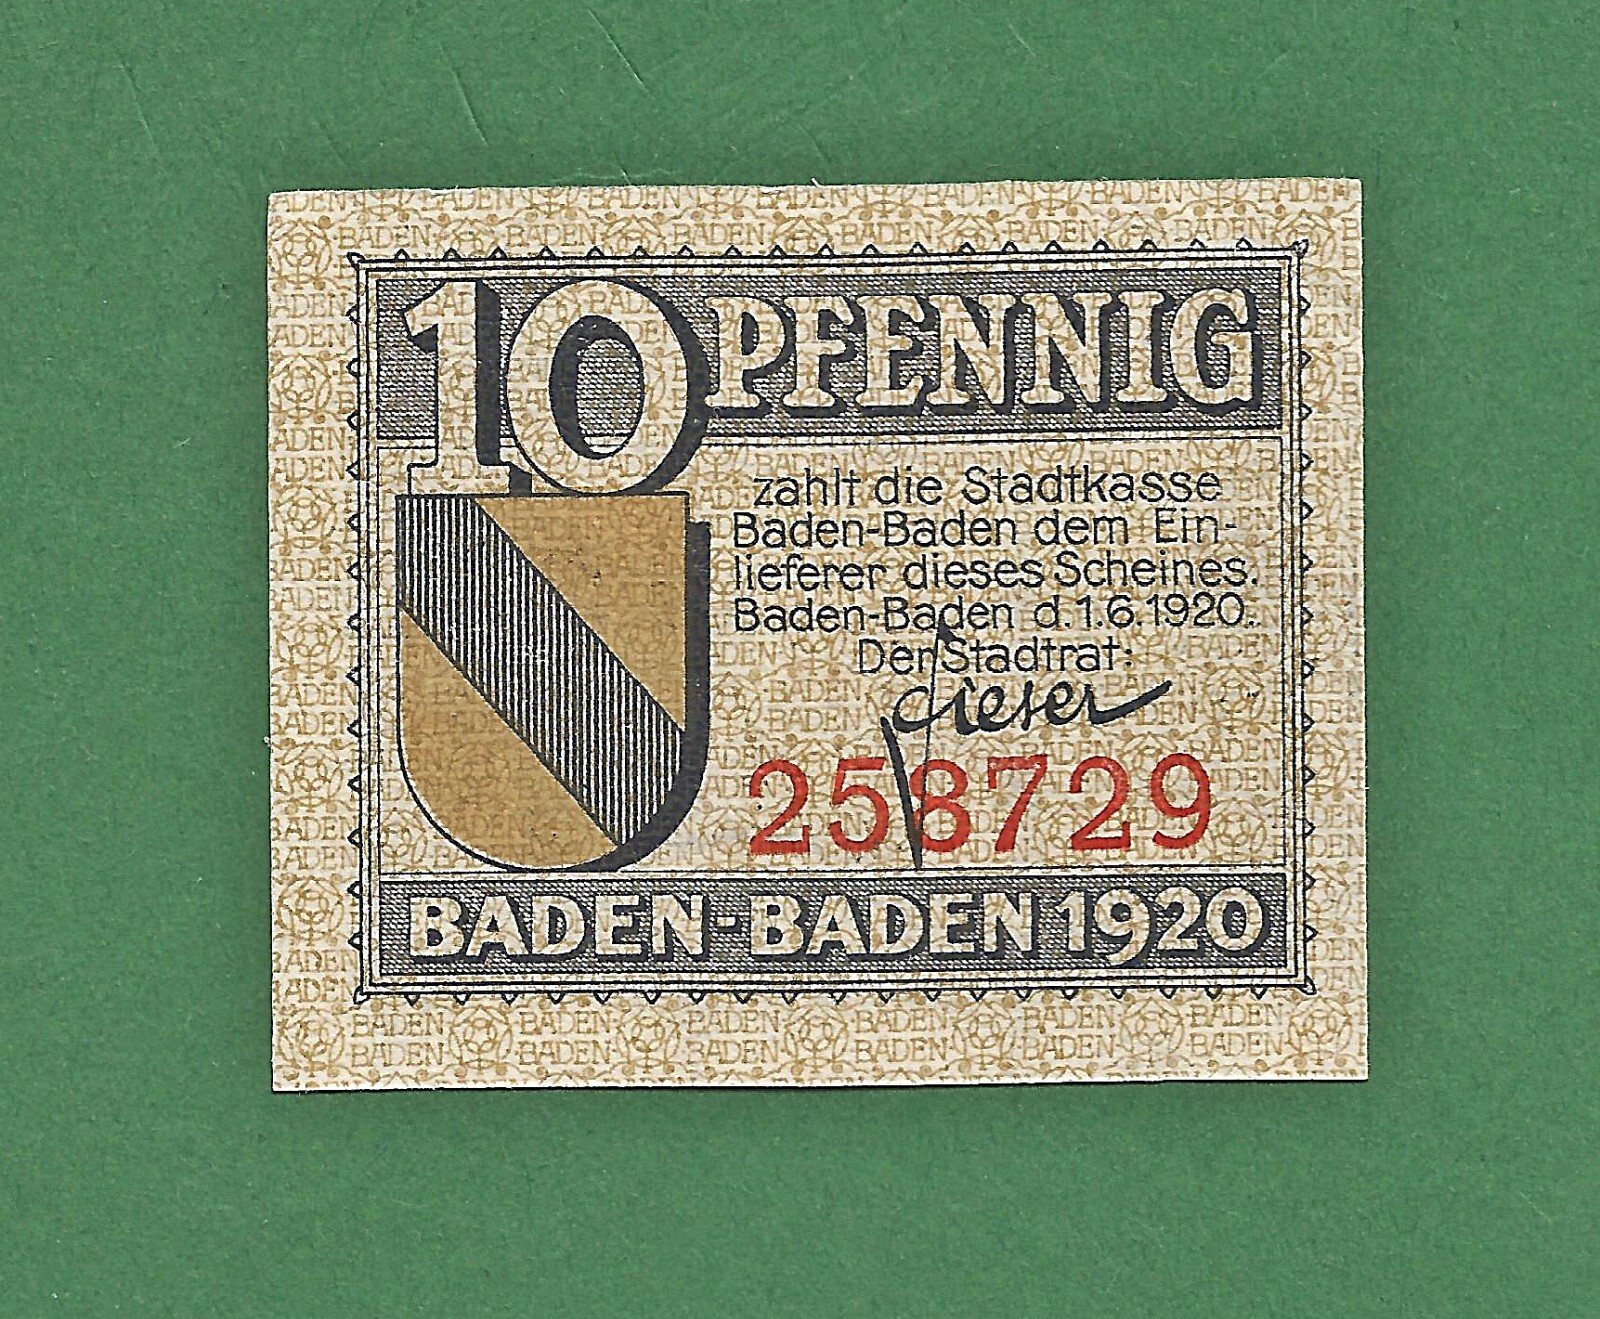 10 PFENNIG
zahlt die Stadtkasse
Baden-Baden dem Ein-
lieferer dieses Scheines.
Baden-Baden d. 1.6.1920.
Der Stadtrat:
Fieser
258729
BADEN-BADEN 1920